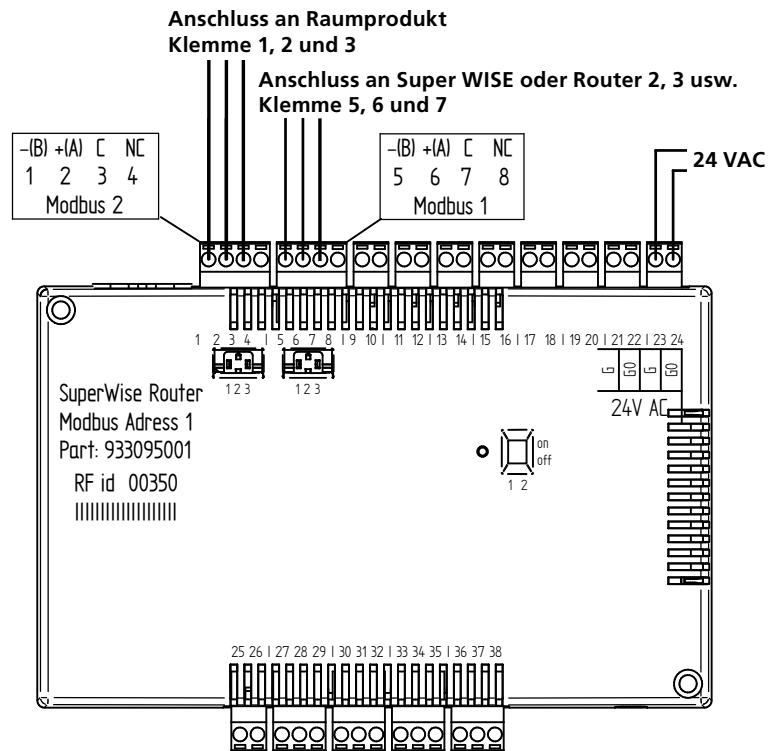 Anschluss an Raumprodukt
Klemme 1, 2 und 3
Anschluss an Super WISE oder Router 2, 3 usw.
Klemme 5, 6 und 7
–(B) +(A) C NC
1 2 3 4
Modbus 2
–(B) +(A) C NC
5 6 7 8
Modbus 1
24 VAC
1 2 3 4 | 5 6 7 8 | 9 10 | 11 12 | 13 14 | 15 16 | 17 18 | 19 20 | 21 22 | 23 24
1 2 3
1 2 3
G G0 G G0
24V AC
SuperWise Router
Modbus Adress 1
Part: 933095001
RF id 00350
on
off
1 2
25 26 | 27 28 29 | 30 31 32 | 33 34 35 | 36 37 38